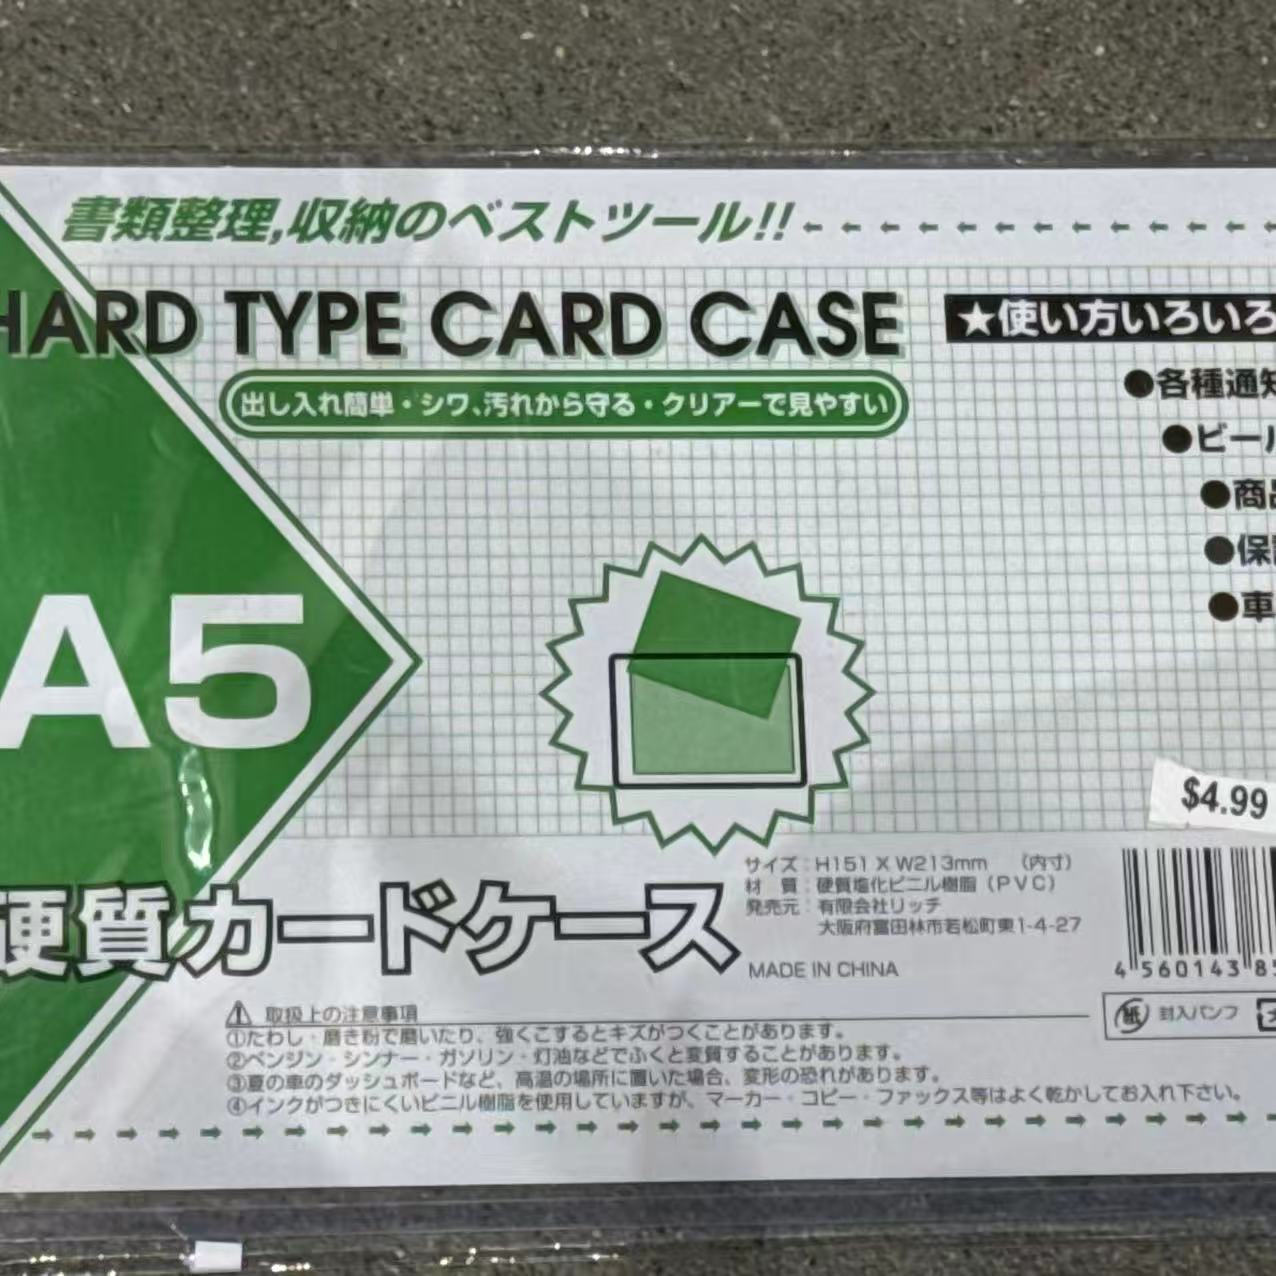 書類整理,収納のベストツール!!
HARD TYPE CARD CASE
★使い方いろいろ
出し入れ簡単・シワ、汚れから守る・クリアーで見やすい
●各種通知
●ビール
●商品
●保
●車
A5
$4.99
硬質カードケース
サイズ：H151 X W213mm （内寸）
材 質：硬質塩化ビニル樹脂（PVC）
発売元：有限会社リッチ
大阪府富田林市若松町東1-4-27
MADE IN CHINA
4 560143 85
紙 封入パンフ
取扱上の注意事項
①たわし・磨き粉で磨いたり、強くこするとキズがつくことがあります。
②ベンジン・シンナー・ガソリン・灯油などでふくと変質することがあります。
③夏の車のダッシュボードなど、高温の場所に置いた場合、変形の恐れがあります。
④インクがつきにくいビニル樹脂を使用していますが、マーカー・コピー・ファックス等はよく乾かしてお入れ下さい。